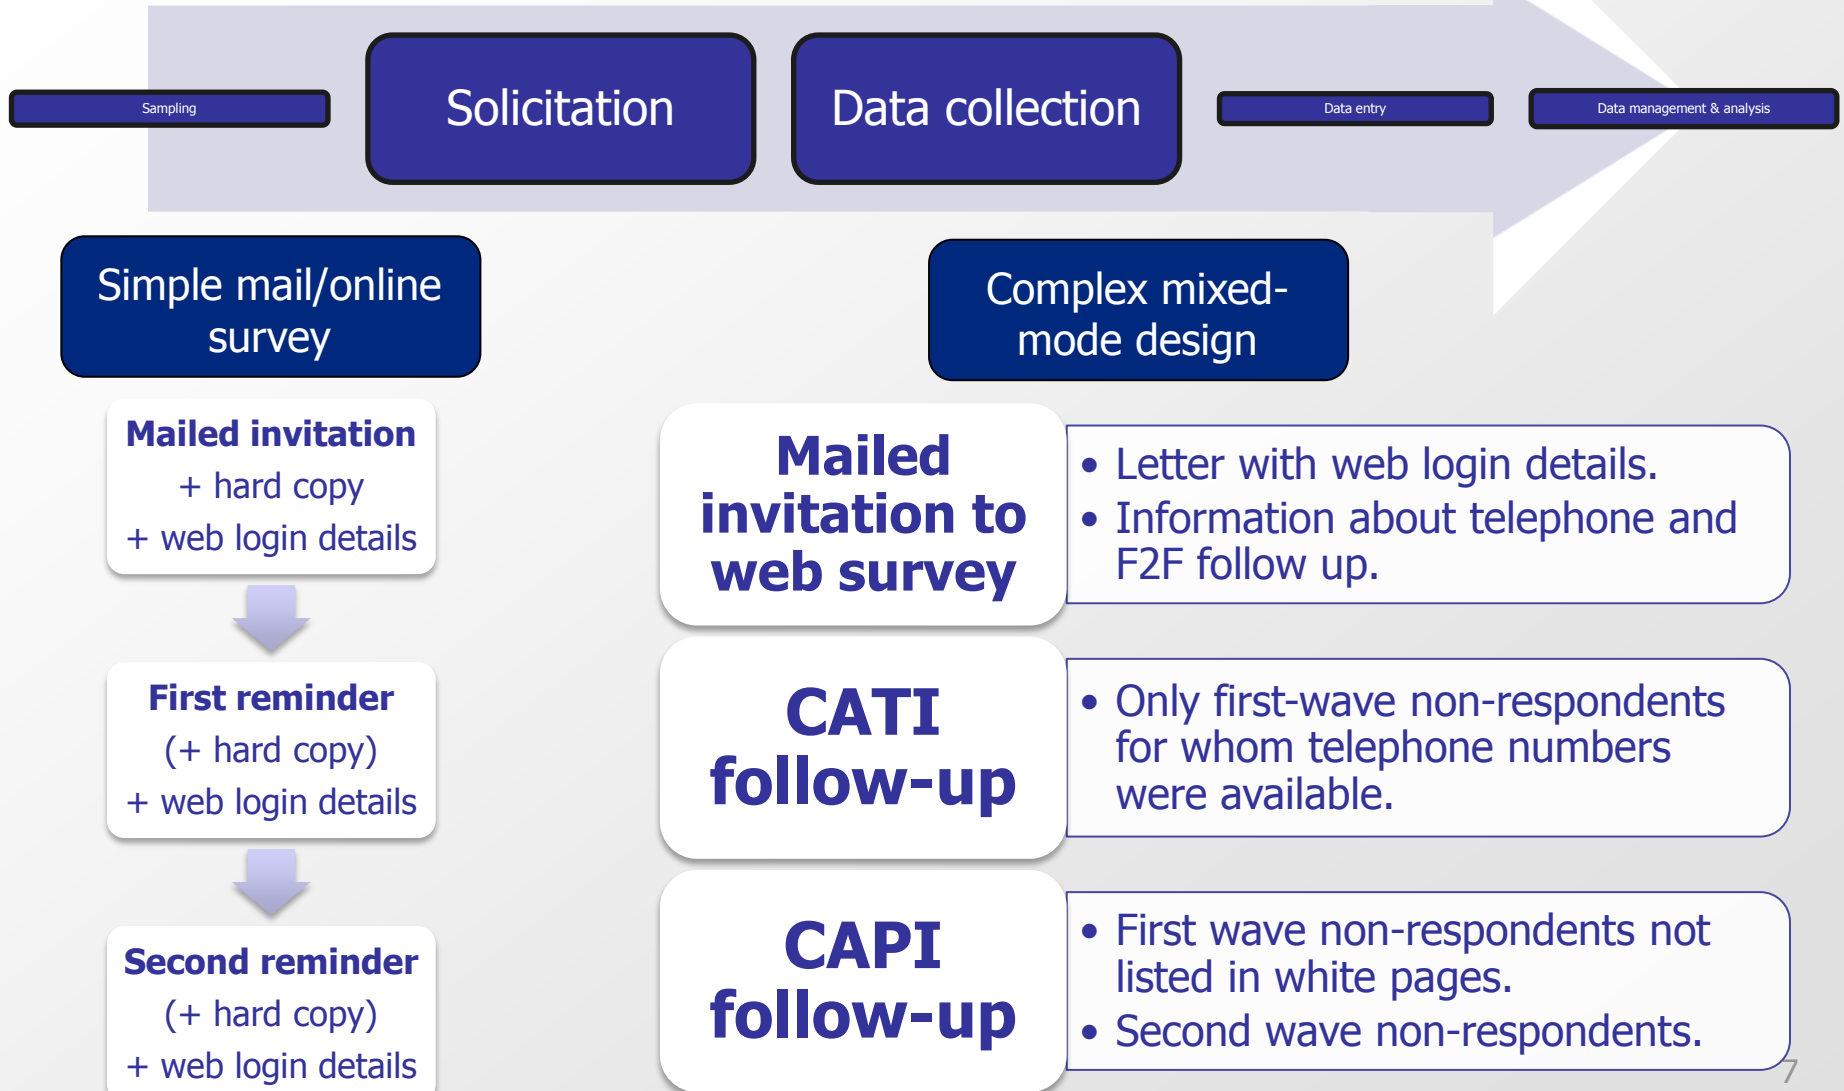 Sampling
Solicitation
Data collection
Data entry
Data management & analysis
Simple mail/online
survey
Mailed invitation
+ hard copy
+ web login details
First reminder
(+ hard copy)
+ web login details
Second reminder
(+ hard copy)
+ web login details
Complex mixed-
mode design
Mailed
invitation to
web survey
• Letter with web login details.
• Information about telephone and
F2F follow up.
CATI
follow-up
• Only first-wave non-respondents
for whom telephone numbers
were available.
CAPI
follow-up
• First wave non-respondents not
listed in white pages.
• Second wave non-respondents.
7